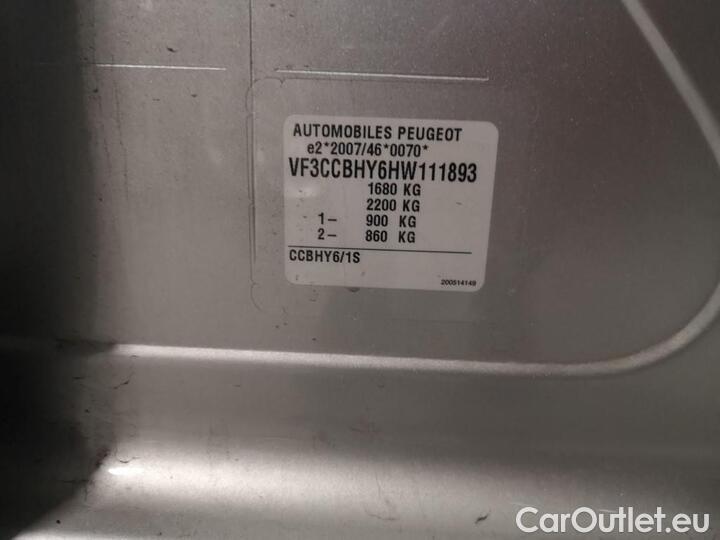 AUTOMOBILES PEUGEOT
e2*2007/46*0070*
VF3CCBHY6HW111893
1680 KG
2200 KG
1- 900 KG
2- 860 KG
CCBHY6/1S
200514149
CarOutlet.eu